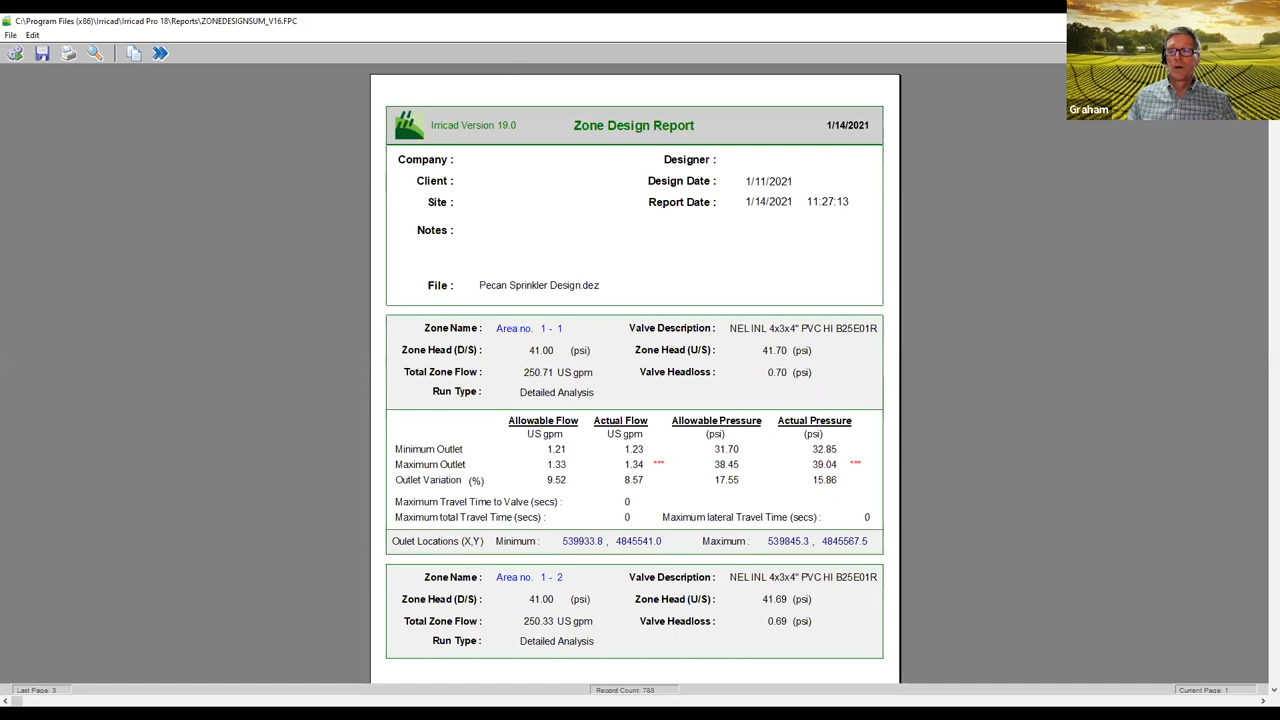 C:\Program Files (x86)\Irricad\Irricad Pro 18\Reports\ZONEDESIGNSUM_V16.FPC
File Edit
Graham
Irricad Version 19.0 Zone Design Report 1/14/2021
Company : Designer :
Client : Design Date : 1/11/2021
Site : Report Date : 1/14/2021 11:27:13
Notes :
File : Pecan Sprinkler Design.dez
Zone Name : Area no. 1 - 1 Valve Description : NEL INL 4x3x4" PVC HI B25E01R
Zone Head (D/S) : 41.00 (psi) Zone Head (U/S) : 41.70 (psi)
Total Zone Flow : 250.71 US gpm Valve Headloss : 0.70 (psi)
Run Type : Detailed Analysis
Allowable Flow Actual Flow Allowable Pressure Actual Pressure
US gpm US gpm (psi) (psi)
Minimum Outlet 1.21 1.23 31.70 32.85
Maximum Outlet 1.33 1.34 *** 38.45 39.04 ***
Outlet Variation (%) 9.52 8.57 17.55 15.86
Maximum Travel Time to Valve (secs) : 0
Maximum total Travel Time (secs) : 0 Maximum lateral Travel Time (secs) : 0
Oulet Locations (X,Y) Minimum : 539933.8 , 4845541.0 Maximum : 539845.3 , 4845567.5
Zone Name : Area no. 1 - 2 Valve Description : NEL INL 4x3x4" PVC HI B25E01R
Zone Head (D/S) : 41.00 (psi) Zone Head (U/S) : 41.69 (psi)
Total Zone Flow : 250.33 US gpm Valve Headloss : 0.69 (psi)
Run Type : Detailed Analysis
Last Page: 3 Record Count: 788 Current Page: 1